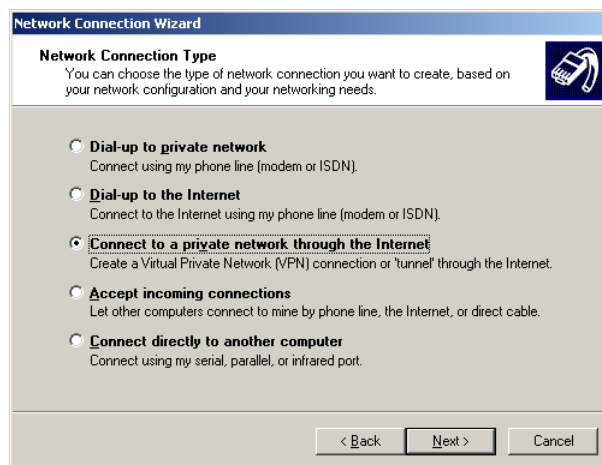 Network Connection Wizard
Network Connection Type
You can choose the type of network connection you want to create, based on
your network configuration and your networking needs.
Dial-up to private network
Connect using my phone line (modem or ISDN).
Dial-up to the Internet
Connect to the Internet using my phone line (modem or ISDN).
Connect to a private network through the Internet
Create a Virtual Private Network (VPN) connection or 'tunnel' through the Internet.
Accept incoming connections
Let other computers connect to mine by phone line, the Internet, or direct cable.
Connect directly to another computer
Connect using my serial, parallel, or infrared port.
< Back Next > Cancel